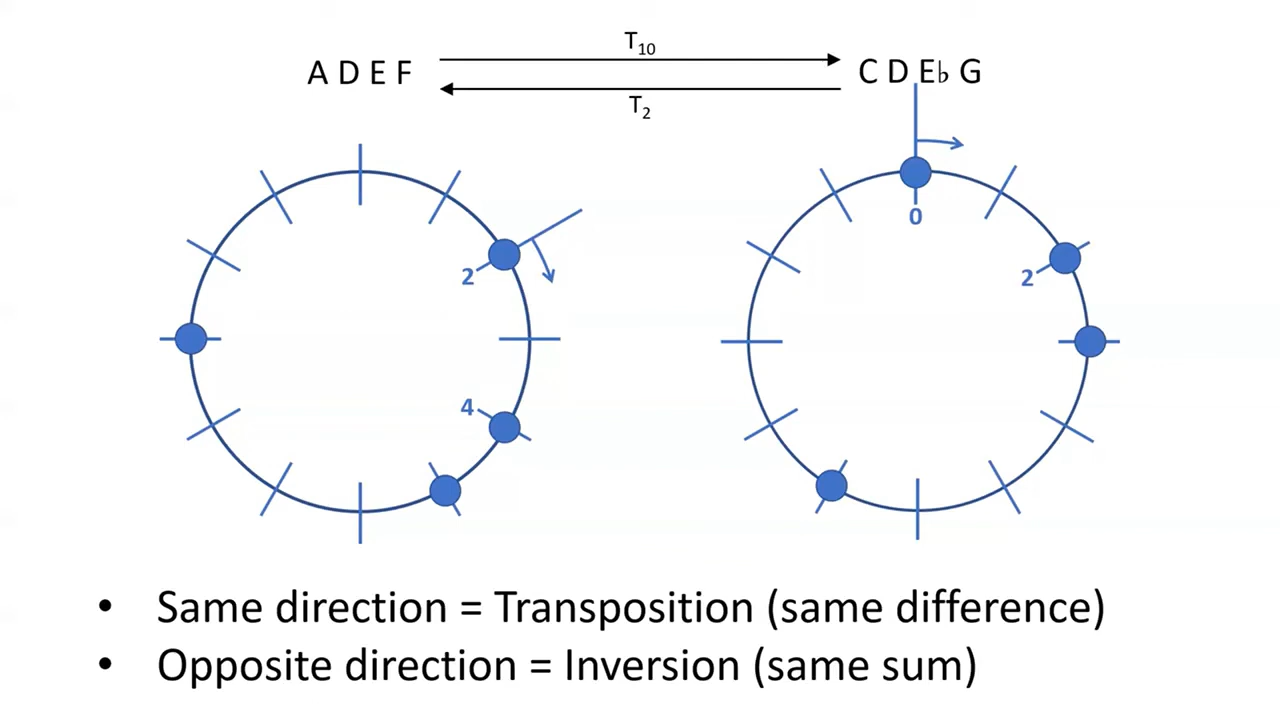 T₁₀
A D E F
C D E♭ G
T₂
0
2
2
4
• Same direction = Transposition (same difference)
• Opposite direction = Inversion (same sum)